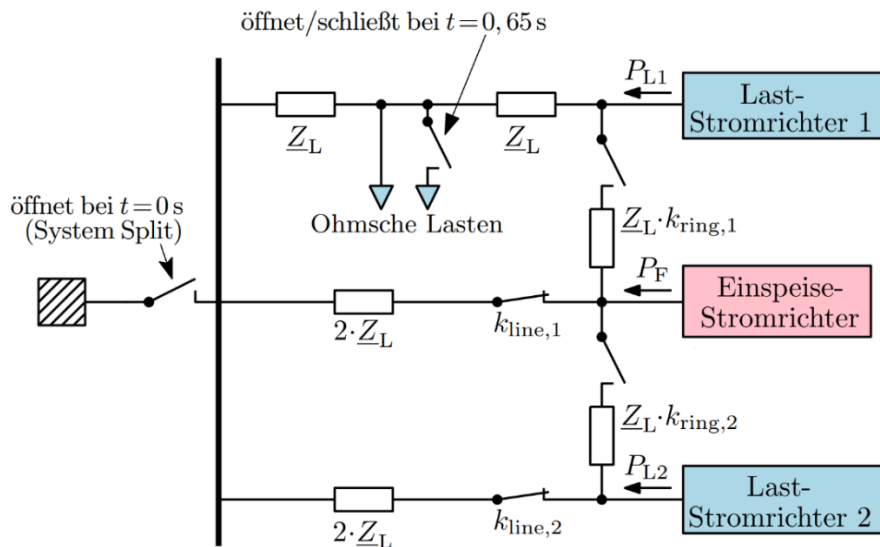 öffnet/schließt bei t=0,65 s
P_L1
Last-
Stromrichter 1
Z_L
Z_L
öffnet bei t=0 s
(System Split)
Ohmsche Lasten
Z_L·k_ring,1
P_F
Einspeise-
Stromrichter
2·Z_L
k_line,1
Z_L·k_ring,2
P_L2
Last-
Stromrichter 2
2·Z_L
k_line,2